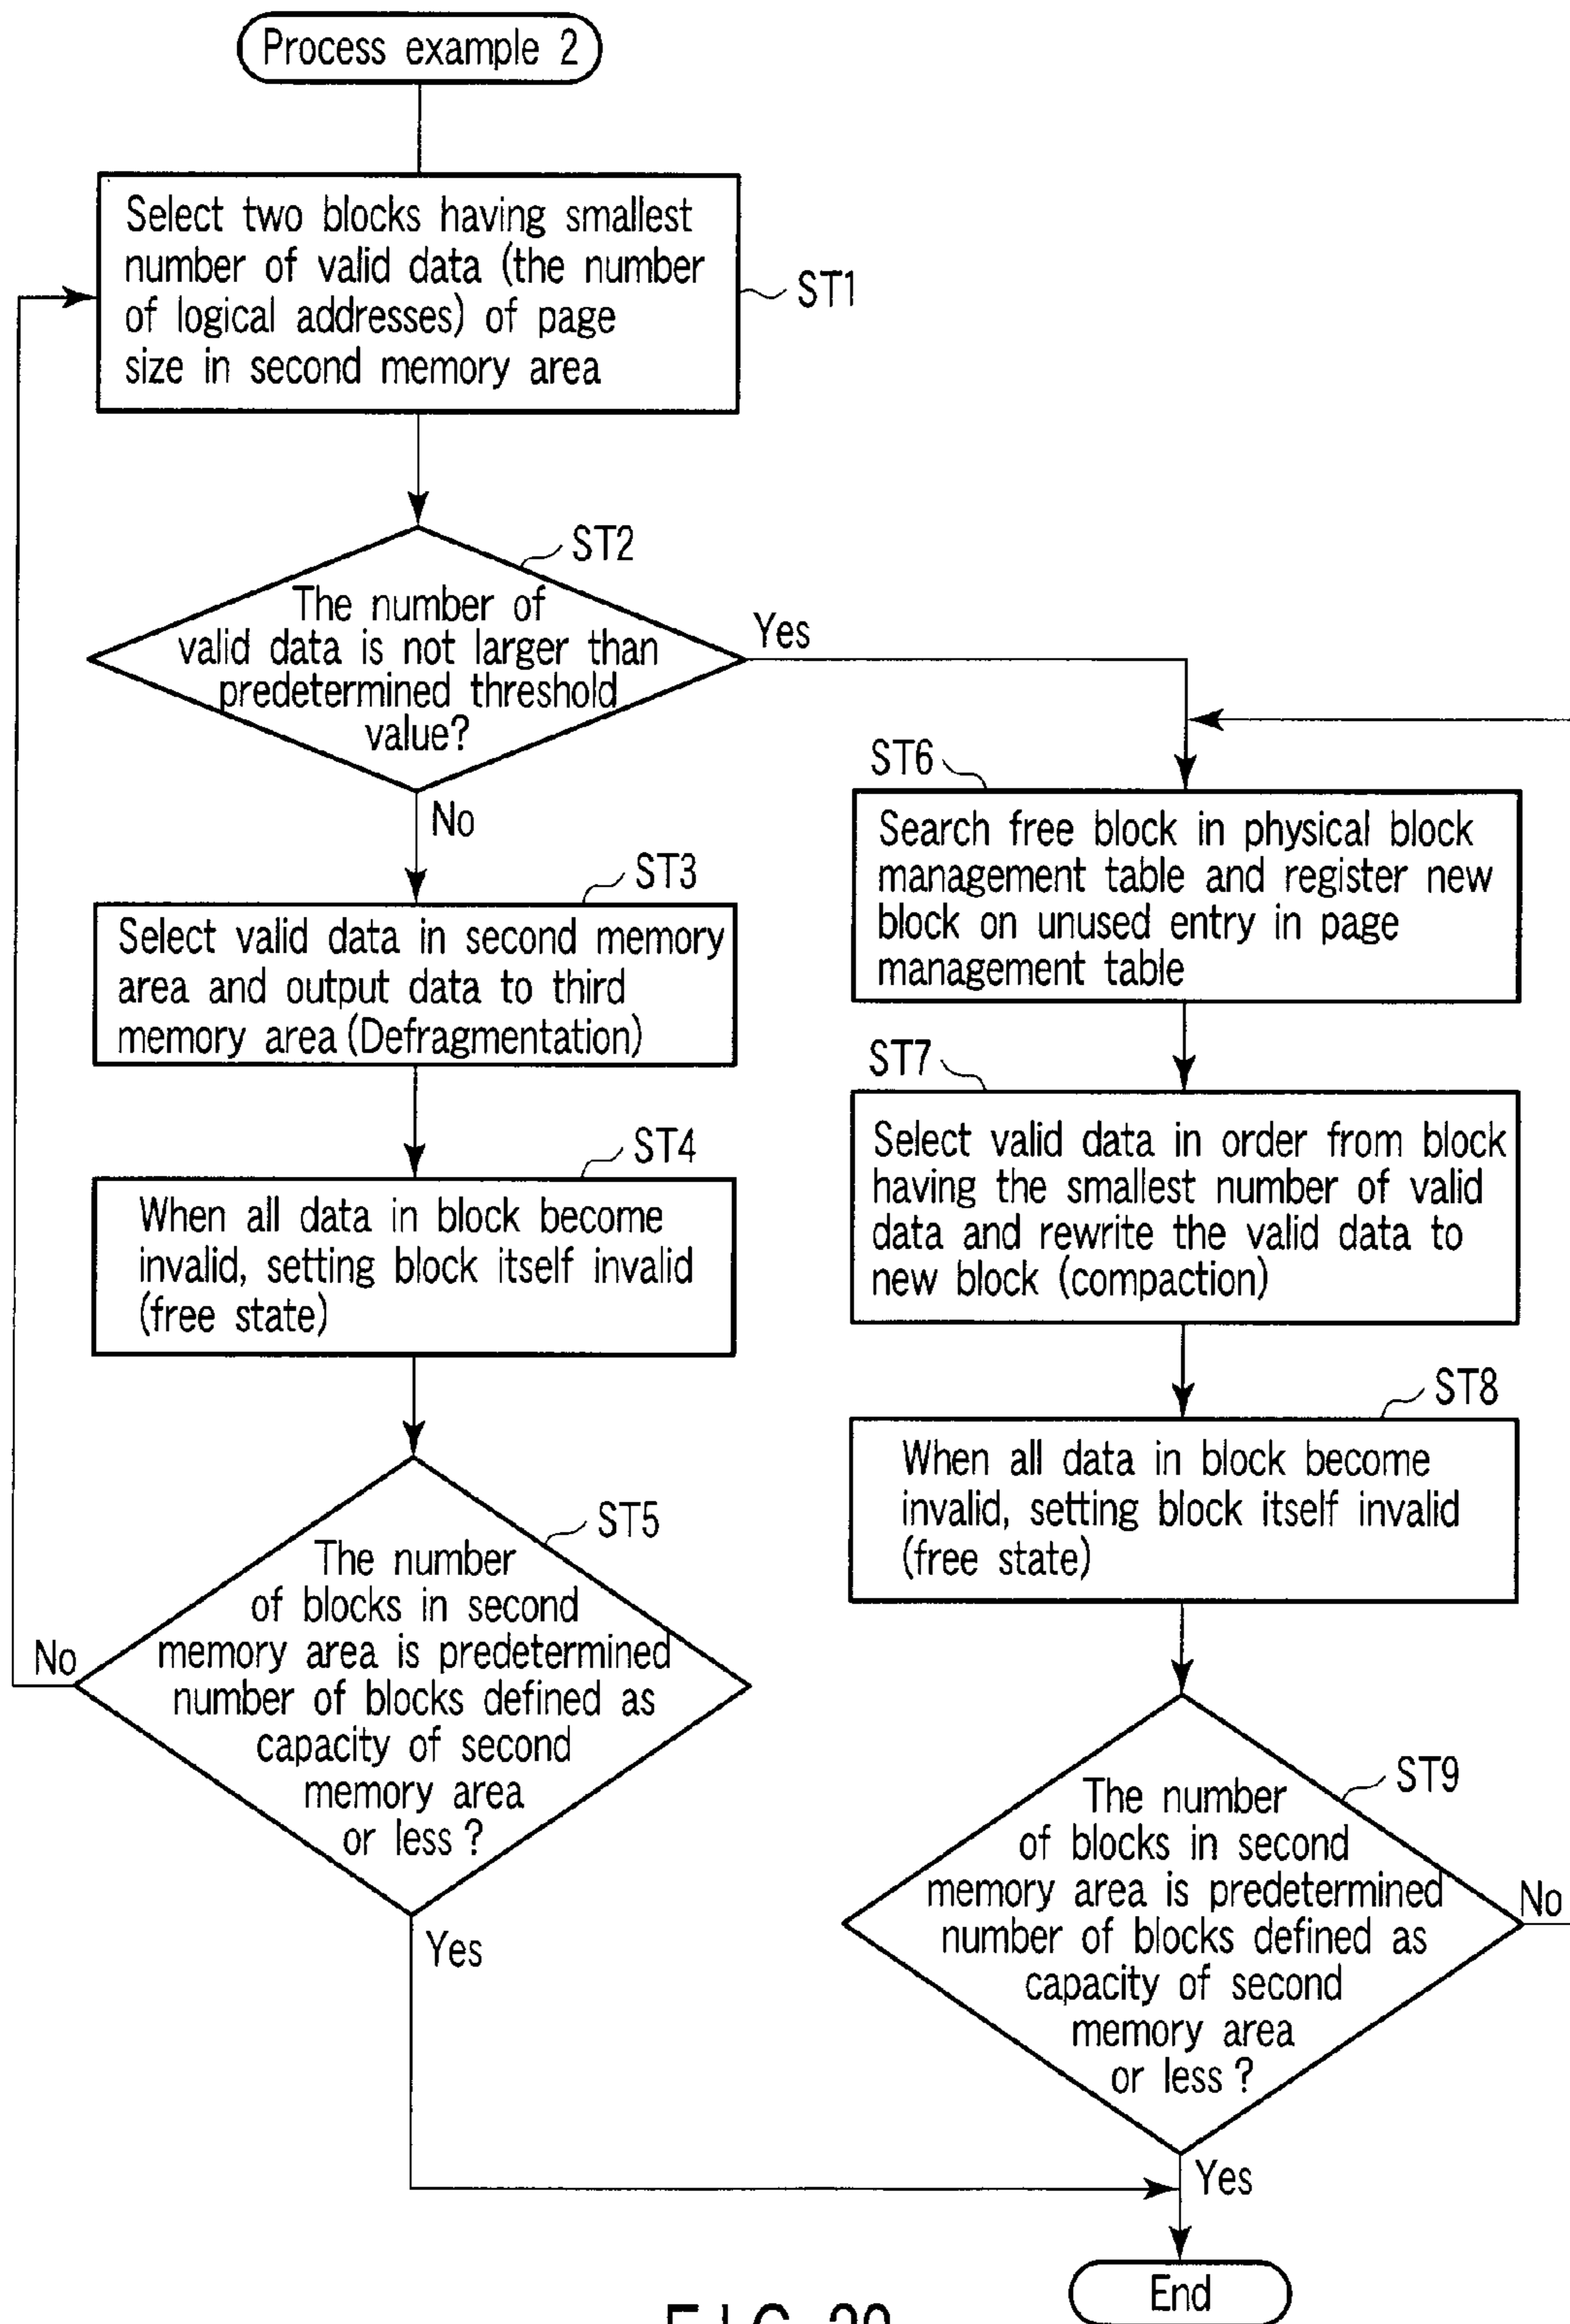 Process example 2
Select two blocks having smallest
number of valid data (the number
of logical addresses) of page
size in second memory area
ST1
ST2
The number of
valid data is not larger than
predetermined threshold
value?
Yes
No
ST3
Select valid data in second memory
area and output data to third
memory area (Defragmentation)
ST4
When all data in block become
invalid, setting block itself invalid
(free state)
ST5
The number
of blocks in second
memory area is predetermined
number of blocks defined as
capacity of second
memory area
or less ?
No
Yes
ST6
Search free block in physical block
management table and register new
block on unused entry in page
management table
ST7
Select valid data in order from block
having the smallest number of valid
data and rewrite the valid data to
new block (compaction)
ST8
When all data in block become
invalid, setting block itself invalid
(free state)
ST9
The number
of blocks in second
memory area is predetermined
number of blocks defined as
capacity of second
memory area
or less ?
No
Yes
End